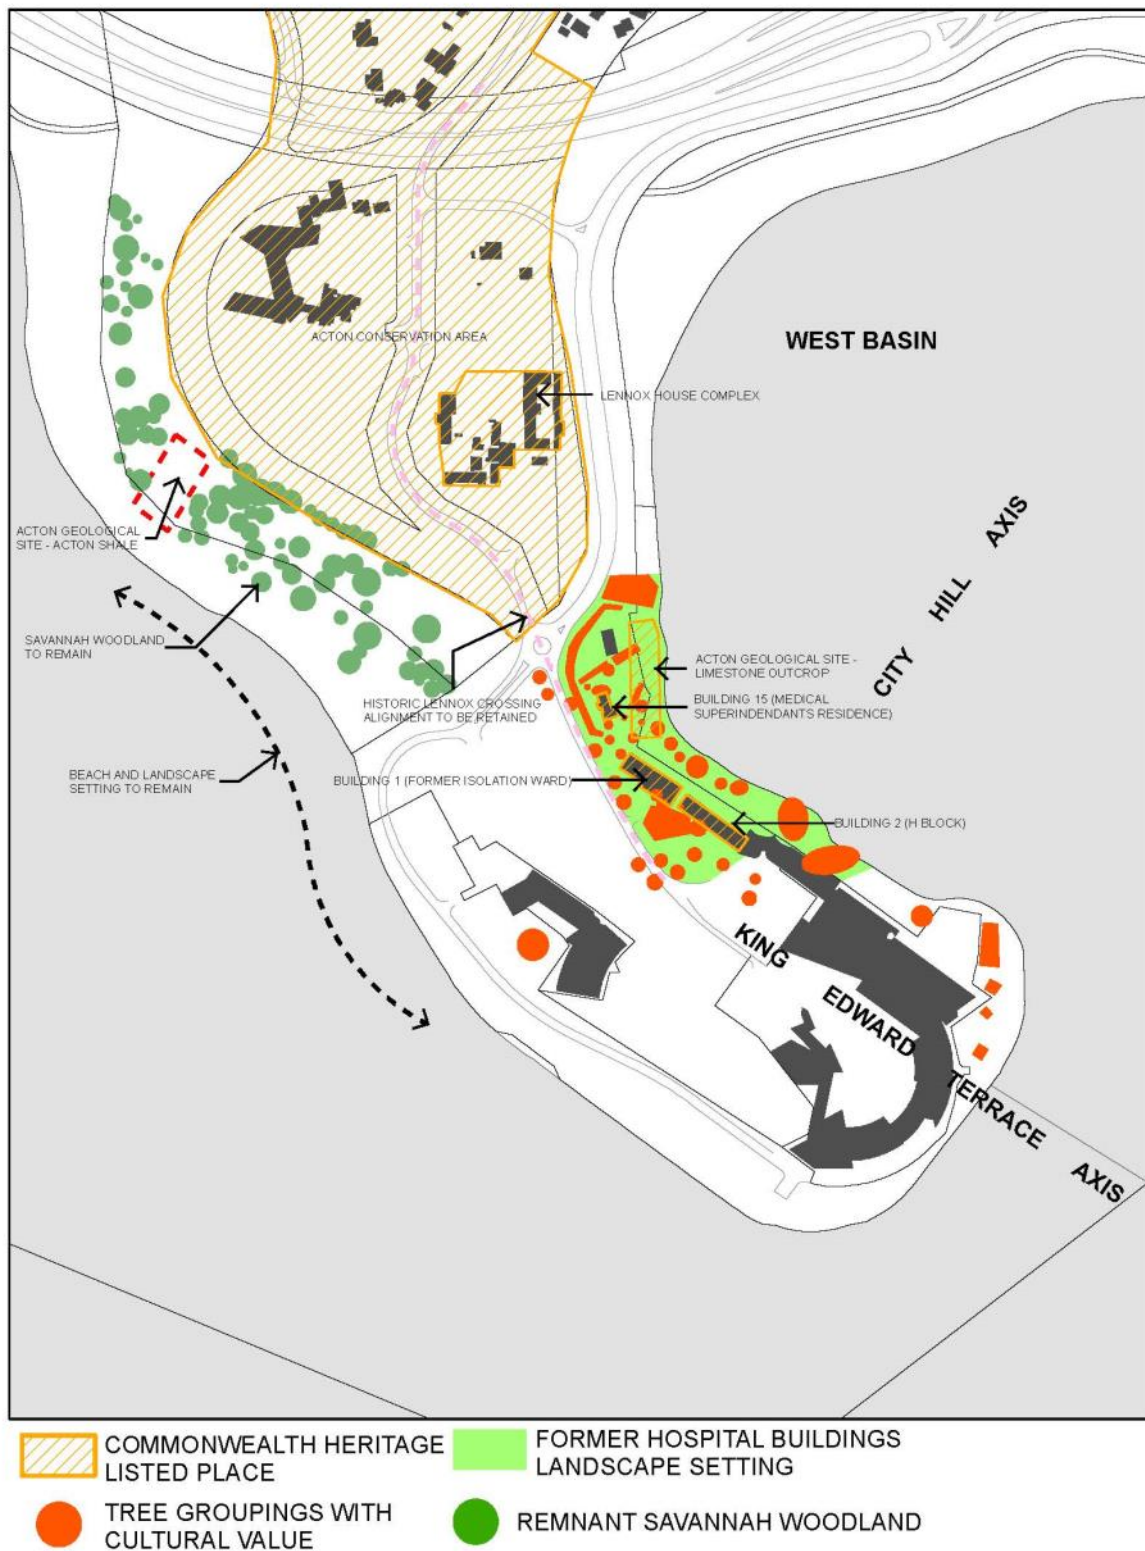 WEST BASIN
ACTON CONSERVATION AREA
LENNOX HOUSE COMPLEX
CITY HILL AXIS
ACTON GEOLOGICAL
SITE - ACTON SHALE
SAVANNAH WOODLAND
TO REMAIN
ACTON GEOLOGICAL SITE -
LIMESTONE OUTCROP
BUILDING 15 (MEDICAL
SUPERINDENDANTS RESIDENCE)
HISTORIC LENNOX CROSSING
ALIGNMENT TO BE RETAINED
BEACH AND LANDSCAPE
SETTING TO REMAIN
BUILDING 1 (FORMER ISOLATION WARD)
BUILDING 2 (H BLOCK)
KING EDWARD TERRACE AXIS
COMMONWEALTH HERITAGE
LISTED PLACE
FORMER HOSPITAL BUILDINGS
LANDSCAPE SETTING
TREE GROUPINGS WITH
CULTURAL VALUE
REMNANT SAVANNAH WOODLAND